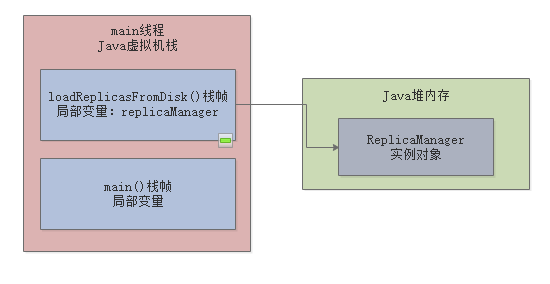 main线程
Java虚拟机栈
loadReplicasFromDisk()栈帧
局部变量：replicaManager
main()栈帧
局部变量
Java堆内存
ReplicaManager
实例对象